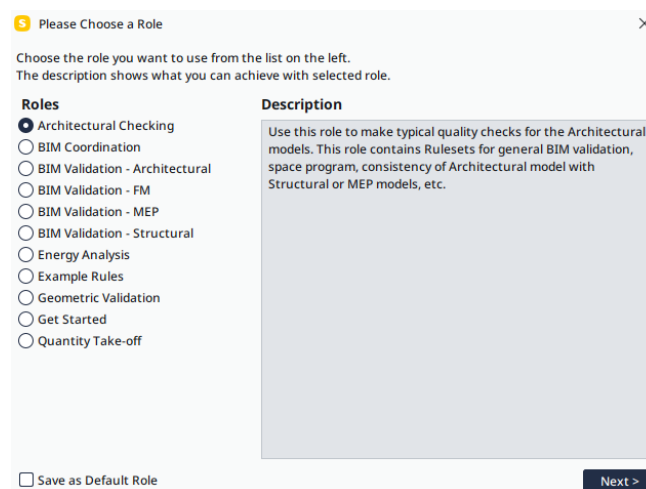 S Please Choose a Role
Choose the role you want to use from the list on the left.
The description shows what you can achieve with selected role.
Roles
Architectural Checking
BIM Coordination
BIM Validation - Architectural
BIM Validation - FM
BIM Validation - MEP
BIM Validation - Structural
Energy Analysis
Example Rules
Geometric Validation
Get Started
Quantity Take-off
Description
Use this role to make typical quality checks for the Architectural
models. This role contains Rulesets for general BIM validation,
space program, consistency of Architectural model with
Structural or MEP models, etc.
Save as Default Role
Next >